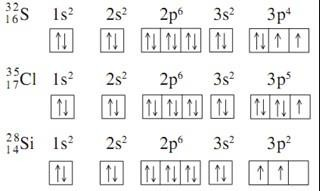 ³²₁₆S 1s² 2s² 2p⁶ 3s² 3p⁴
↑↓ ↑↓ ↑↓ ↑↓ ↑↓ ↑↓ ↑↓ ↑ ↑
³⁵₁₇Cl 1s² 2s² 2p⁶ 3s² 3p⁵
↑↓ ↑↓ ↑↓ ↑↓ ↑↓ ↑↓ ↑↓ ↑↓ ↑
²⁸₁₄Si 1s² 2s² 2p⁶ 3s² 3p²
↑↓ ↑↓ ↑↓ ↑↓ ↑↓ ↑↓ ↑ ↑